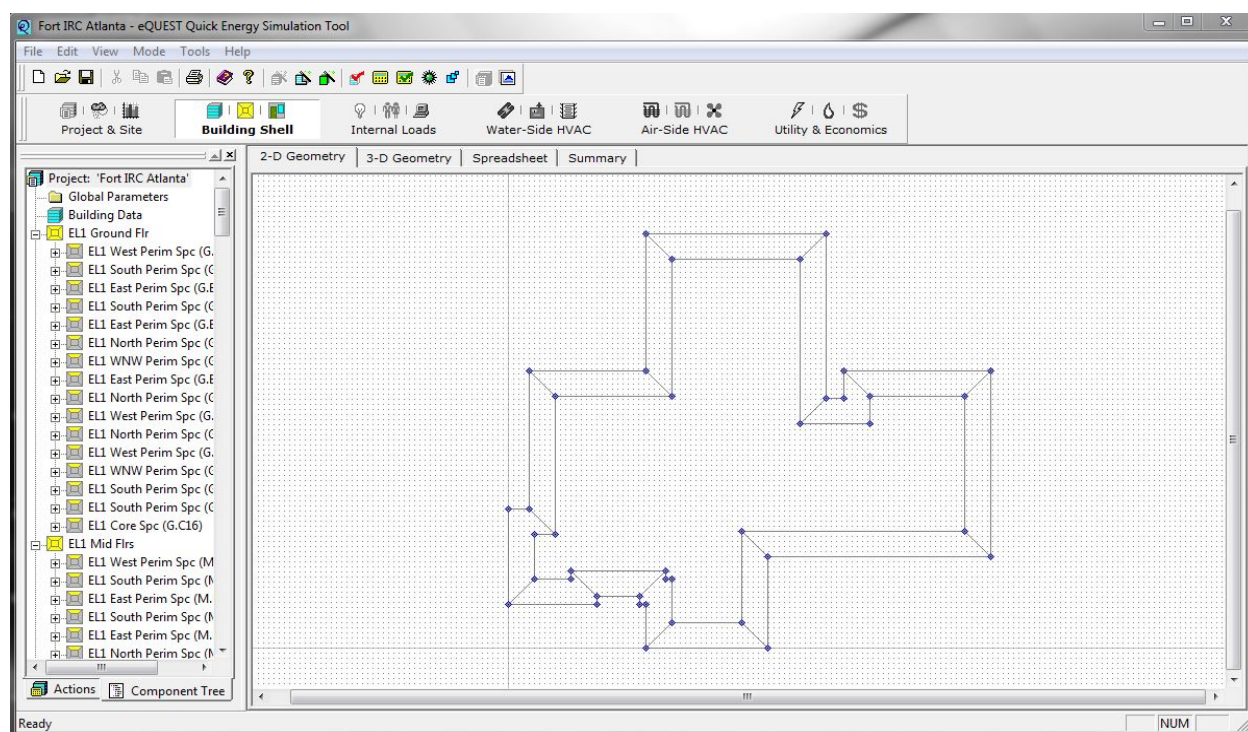 Fort IRC Atlanta - eQUEST Quick Energy Simulation Tool
File Edit View Mode Tools Help
Project & Site Building Shell Internal Loads Water-Side HVAC Air-Side HVAC Utility & Economics
2-D Geometry 3-D Geometry Spreadsheet Summary
Project: 'Fort IRC Atlanta'
Global Parameters
Building Data
EL1 Ground Flr
EL1 West Perim Spc (G.
EL1 South Perim Spc (G
EL1 East Perim Spc (G.E
EL1 South Perim Spc (G
EL1 East Perim Spc (G.E
EL1 North Perim Spc (G
EL1 WNW Perim Spc (G
EL1 East Perim Spc (G.E
EL1 North Perim Spc (G
EL1 West Perim Spc (G.
EL1 North Perim Spc (G
EL1 West Perim Spc (G.
EL1 WNW Perim Spc (G
EL1 South Perim Spc (G
EL1 South Perim Spc (G
EL1 Core Spc (G.C16)
EL1 Mid Flrs
EL1 West Perim Spc (M
EL1 South Perim Spc (M
EL1 East Perim Spc (M.
EL1 South Perim Spc (M
EL1 East Perim Spc (M.
EL1 North Perim Spc (M
Actions Component Tree
Ready NUM